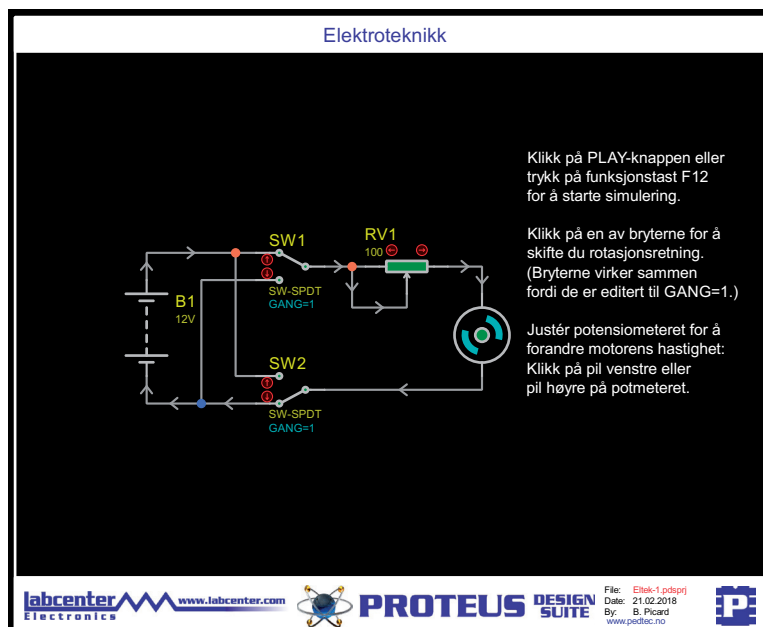 Elektroteknikk
Klikk på PLAY-knappen eller
trykk på funksjonstast F12
for å starte simulering.
Klikk på en av bryterne for å
skifte du rotasjonsretning.
(Bryterne virker sammen
fordi de er editert til GANG=1.)
Justér potensiometeret for å
forandre motorens hastighet:
Klikk på pil venstre eller
pil høyre på potmeteret.
SW1
SW-SPDT
GANG=1
RV1
100
B1
12V
SW2
SW-SPDT
GANG=1
labcenter
Electronics
www.labcenter.com
PROTEUS DESIGN SUITE
File: Eltek-1.pdsprj
Date: 21.02.2018
By: B. Picard
www.pedtec.no
P